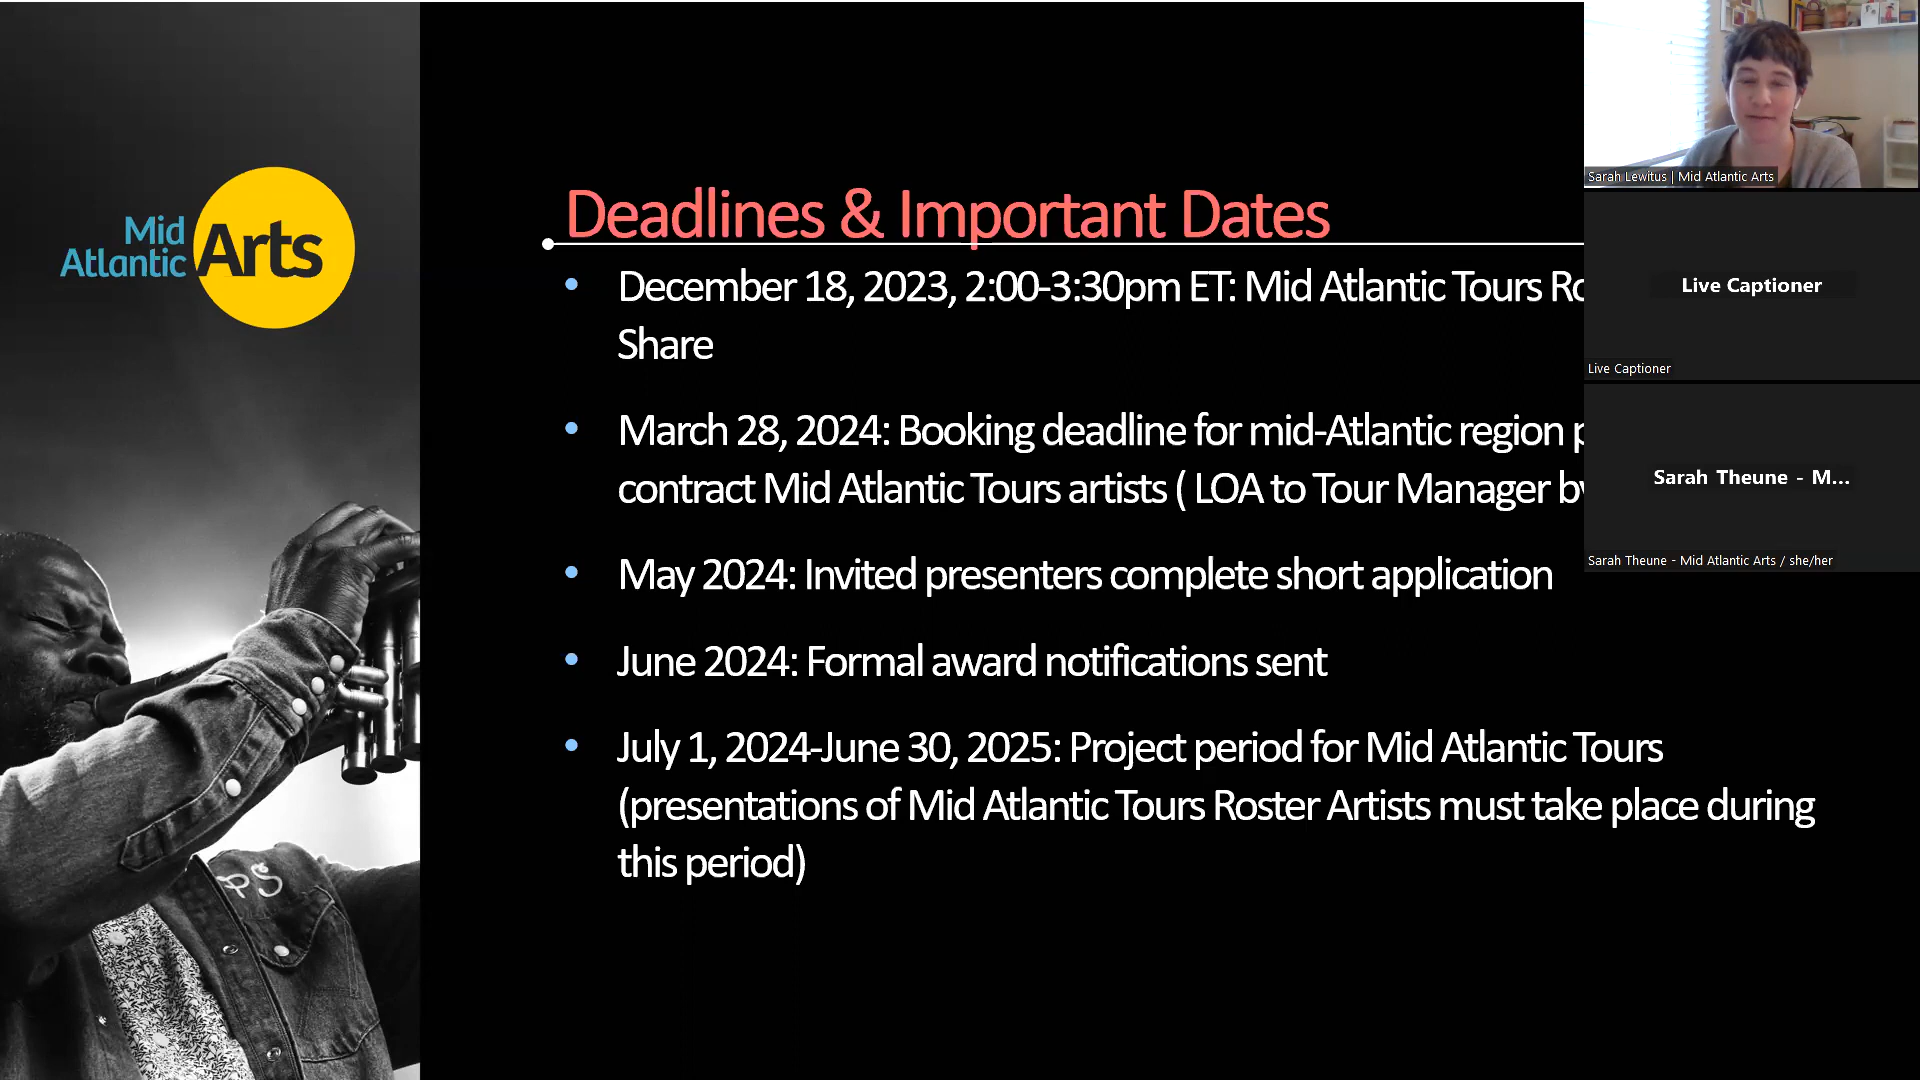 Mid
Atlantic
Arts
Deadlines & Important Dates
• December 18, 2023, 2:00-3:30pm ET: Mid Atlantic Tours
Share
• March 28, 2024: Booking deadline for mid-Atlantic region
contract Mid Atlantic Tours artists ( LOA to Tour Manager
• May 2024: Invited presenters complete short application
• June 2024: Formal award notifications sent
• July 1, 2024-June 30, 2025: Project period for Mid Atlantic Tours
(presentations of Mid Atlantic Tours Roster Artists must take place during
this period)
PS
Sarah Lewitus | Mid Atlantic Arts
Live Captioner
Live Captioner
Sarah Theune - M...
Sarah Theune - Mid Atlantic Arts / she/her